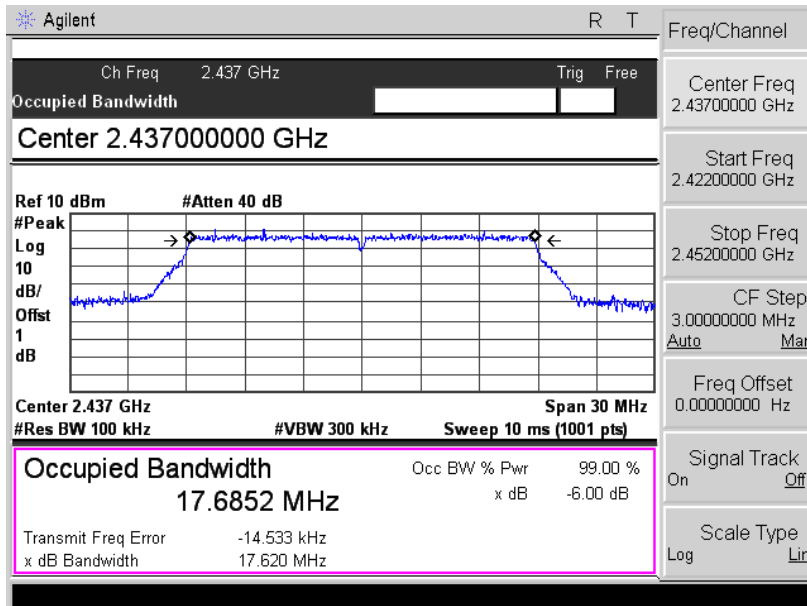 Agilent R T
Freq/Channel
Ch Freq 2.437 GHz Trig Free
Occupied Bandwidth
Center 2.437000000 GHz
Center Freq
2.43700000 GHz
Start Freq
2.42200000 GHz
Stop Freq
2.45200000 GHz
CF Step
3.00000000 MHz
Auto Man
Freq Offset
0.00000000 Hz
Signal Track
On Off
Scale Type
Log Lin
Ref 10 dBm #Atten 40 dB
#Peak
Log
10
dB/
Offst
1
dB
Center 2.437 GHz Span 30 MHz
#Res BW 100 kHz #VBW 300 kHz Sweep 10 ms (1001 pts)
Occupied Bandwidth
17.6852 MHz
Occ BW % Pwr 99.00 %
x dB -6.00 dB
Transmit Freq Error -14.533 kHz
x dB Bandwidth 17.620 MHz